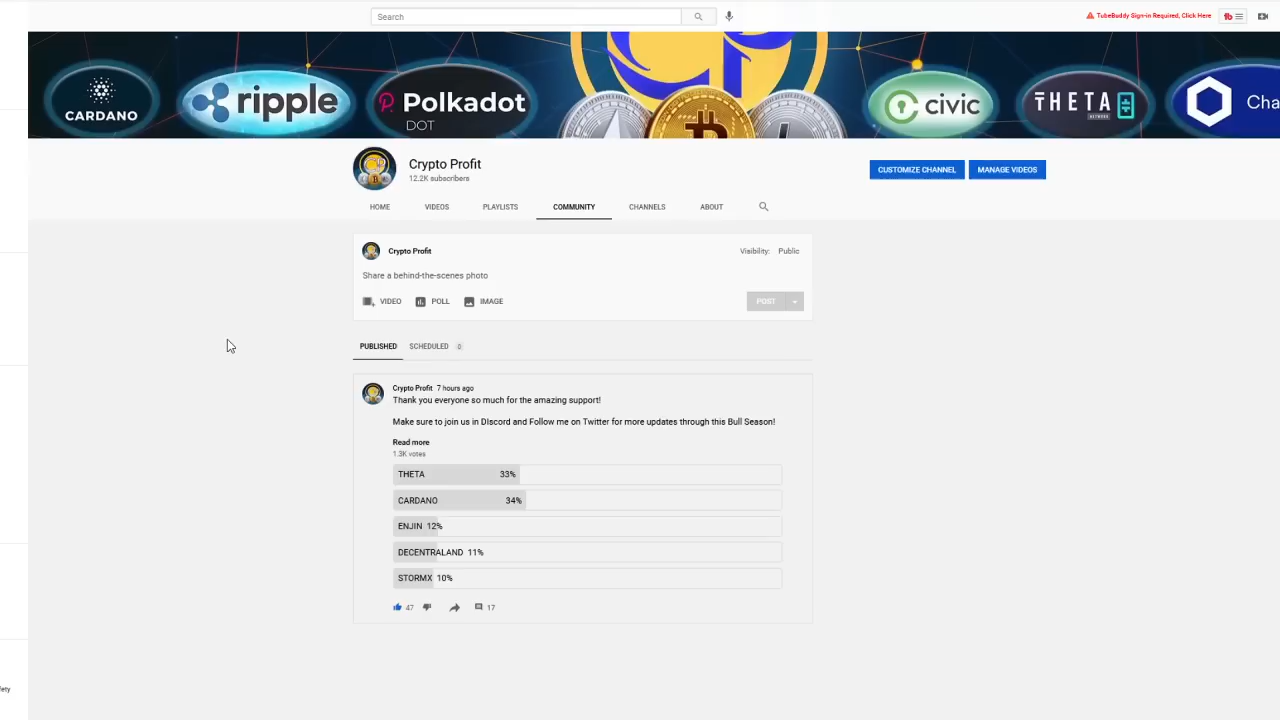 Search
TubeBuddy Sign-in Required, Click Here
tb
CARDANO
ripple
Polkadot
DOT
civic
THETA
NETWORK
Cha
Crypto Profit
12.2K subscribers
CUSTOMIZE CHANNEL
MANAGE VIDEOS
HOME
VIDEOS
PLAYLISTS
COMMUNITY
CHANNELS
ABOUT
Crypto Profit
Visibility: Public
Share a behind-the-scenes photo
VIDEO
POLL
IMAGE
POST
PUBLISHED
SCHEDULED 0
Crypto Profit 7 hours ago
Thank you everyone so much for the amazing support!
Make sure to join us in DIscord and Follow me on Twitter for more updates through this Bull Season!
Read more
1.3K votes
THETA 33%
CARDANO 34%
ENJIN 12%
DECENTRALAND 11%
STORMX 10%
47
17
fety